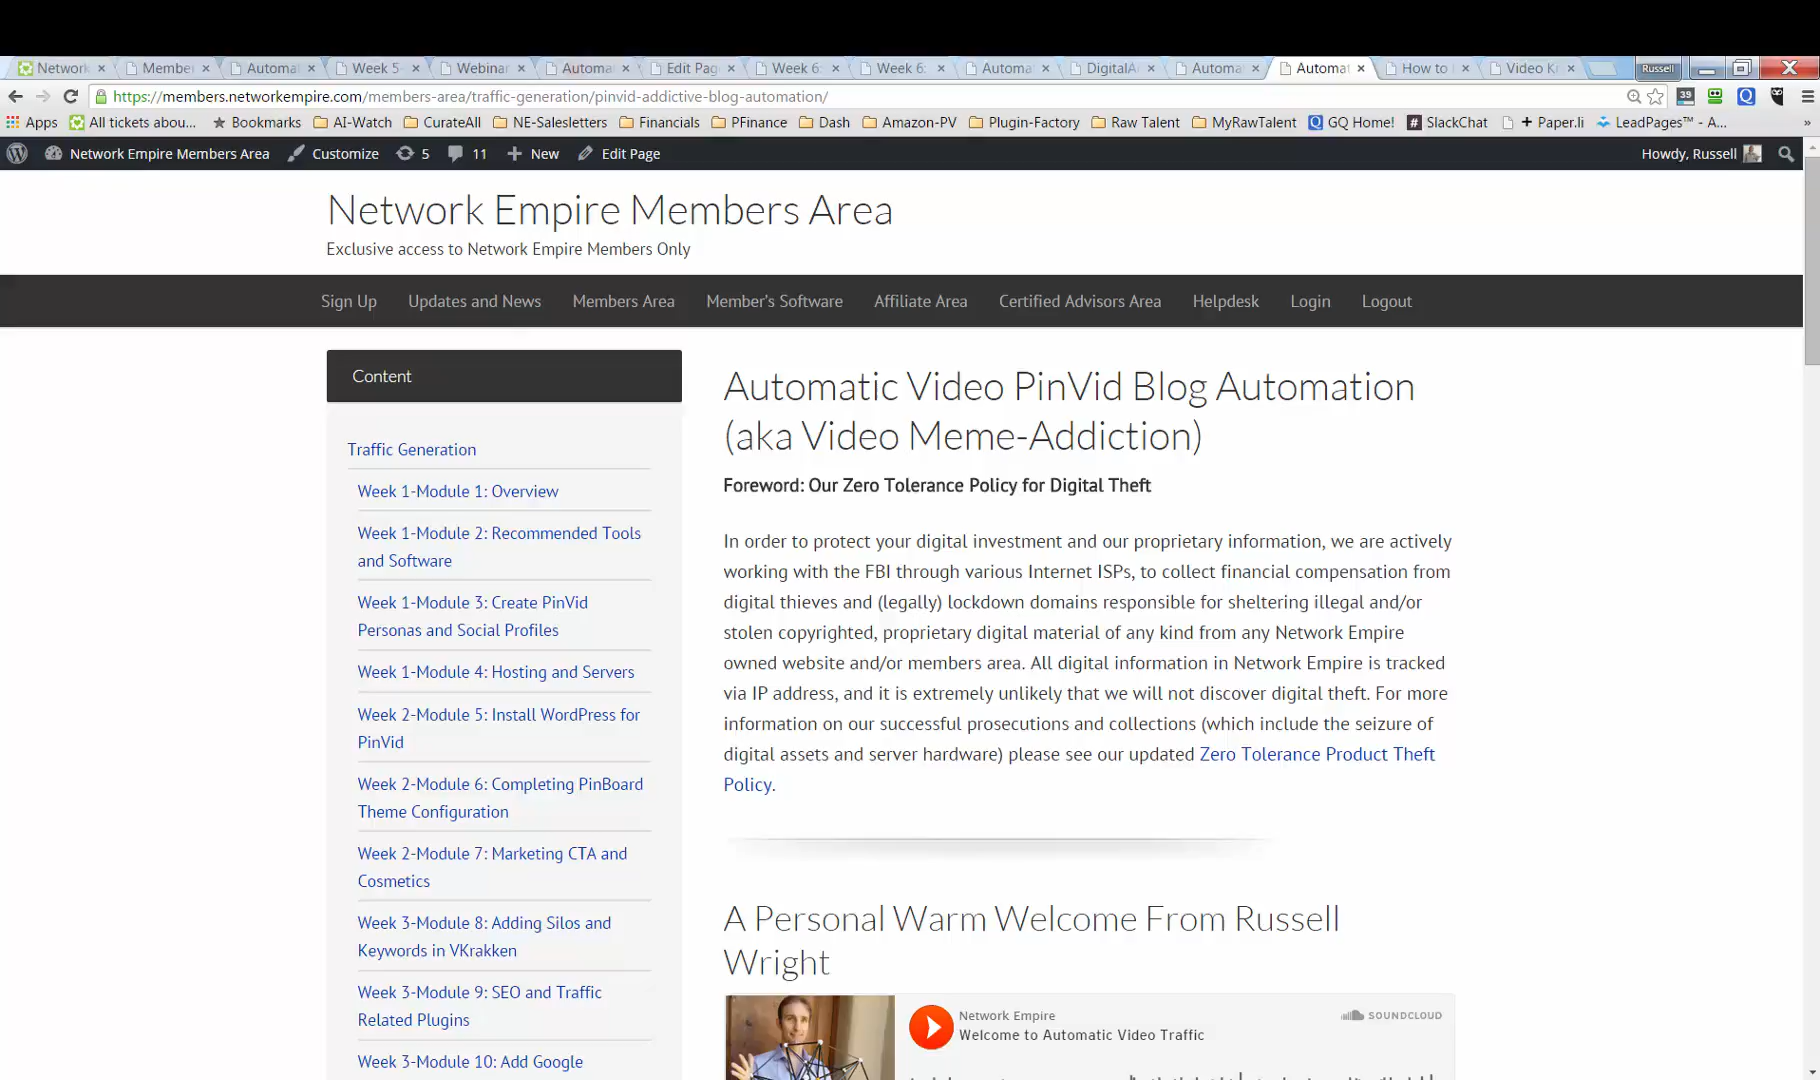 Network Member Automat Week 5- Webinar Automat Edit Pag Week 6: Week 6: Automa DigitalA Automat Automat How to Video K Russell
https://members.networkempire.com/members-area/traffic-generation/pinvid-addictive-blog-automation/ 39
Apps All tickets abou... Bookmarks AI-Watch CurateAll NE-Salesletters Financials PFinance Dash Amazon-PV Plugin-Factory Raw Talent MyRawTalent GQ Home! SlackChat + Paper.li LeadPages™ - A... »
Network Empire Members Area Customize 5 11 New Edit Page Howdy, Russell
Network Empire Members Area
Exclusive access to Network Empire Members Only
Sign Up Updates and News Members Area Member's Software Affiliate Area Certified Advisors Area Helpdesk Login Logout
Content
Traffic Generation
Week 1-Module 1: Overview
Week 1-Module 2: Recommended Tools
and Software
Week 1-Module 3: Create PinVid
Personas and Social Profiles
Week 1-Module 4: Hosting and Servers
Week 2-Module 5: Install WordPress for
PinVid
Week 2-Module 6: Completing PinBoard
Theme Configuration
Week 2-Module 7: Marketing CTA and
Cosmetics
Week 3-Module 8: Adding Silos and
Keywords in VKrakken
Week 3-Module 9: SEO and Traffic
Related Plugins
Week 3-Module 10: Add Google
Automatic Video PinVid Blog Automation
(aka Video Meme-Addiction)
Foreword: Our Zero Tolerance Policy for Digital Theft
In order to protect your digital investment and our proprietary information, we are actively
working with the FBI through various Internet ISPs, to collect financial compensation from
digital thieves and (legally) lockdown domains responsible for sheltering illegal and/or
stolen copyrighted, proprietary digital material of any kind from any Network Empire
owned website and/or members area. All digital information in Network Empire is tracked
via IP address, and it is extremely unlikely that we will not discover digital theft. For more
information on our successful prosecutions and collections (which include the seizure of
digital assets and server hardware) please see our updated Zero Tolerance Product Theft
Policy.
A Personal Warm Welcome From Russell
Wright
Network Empire SOUNDCLOUD
Welcome to Automatic Video Traffic